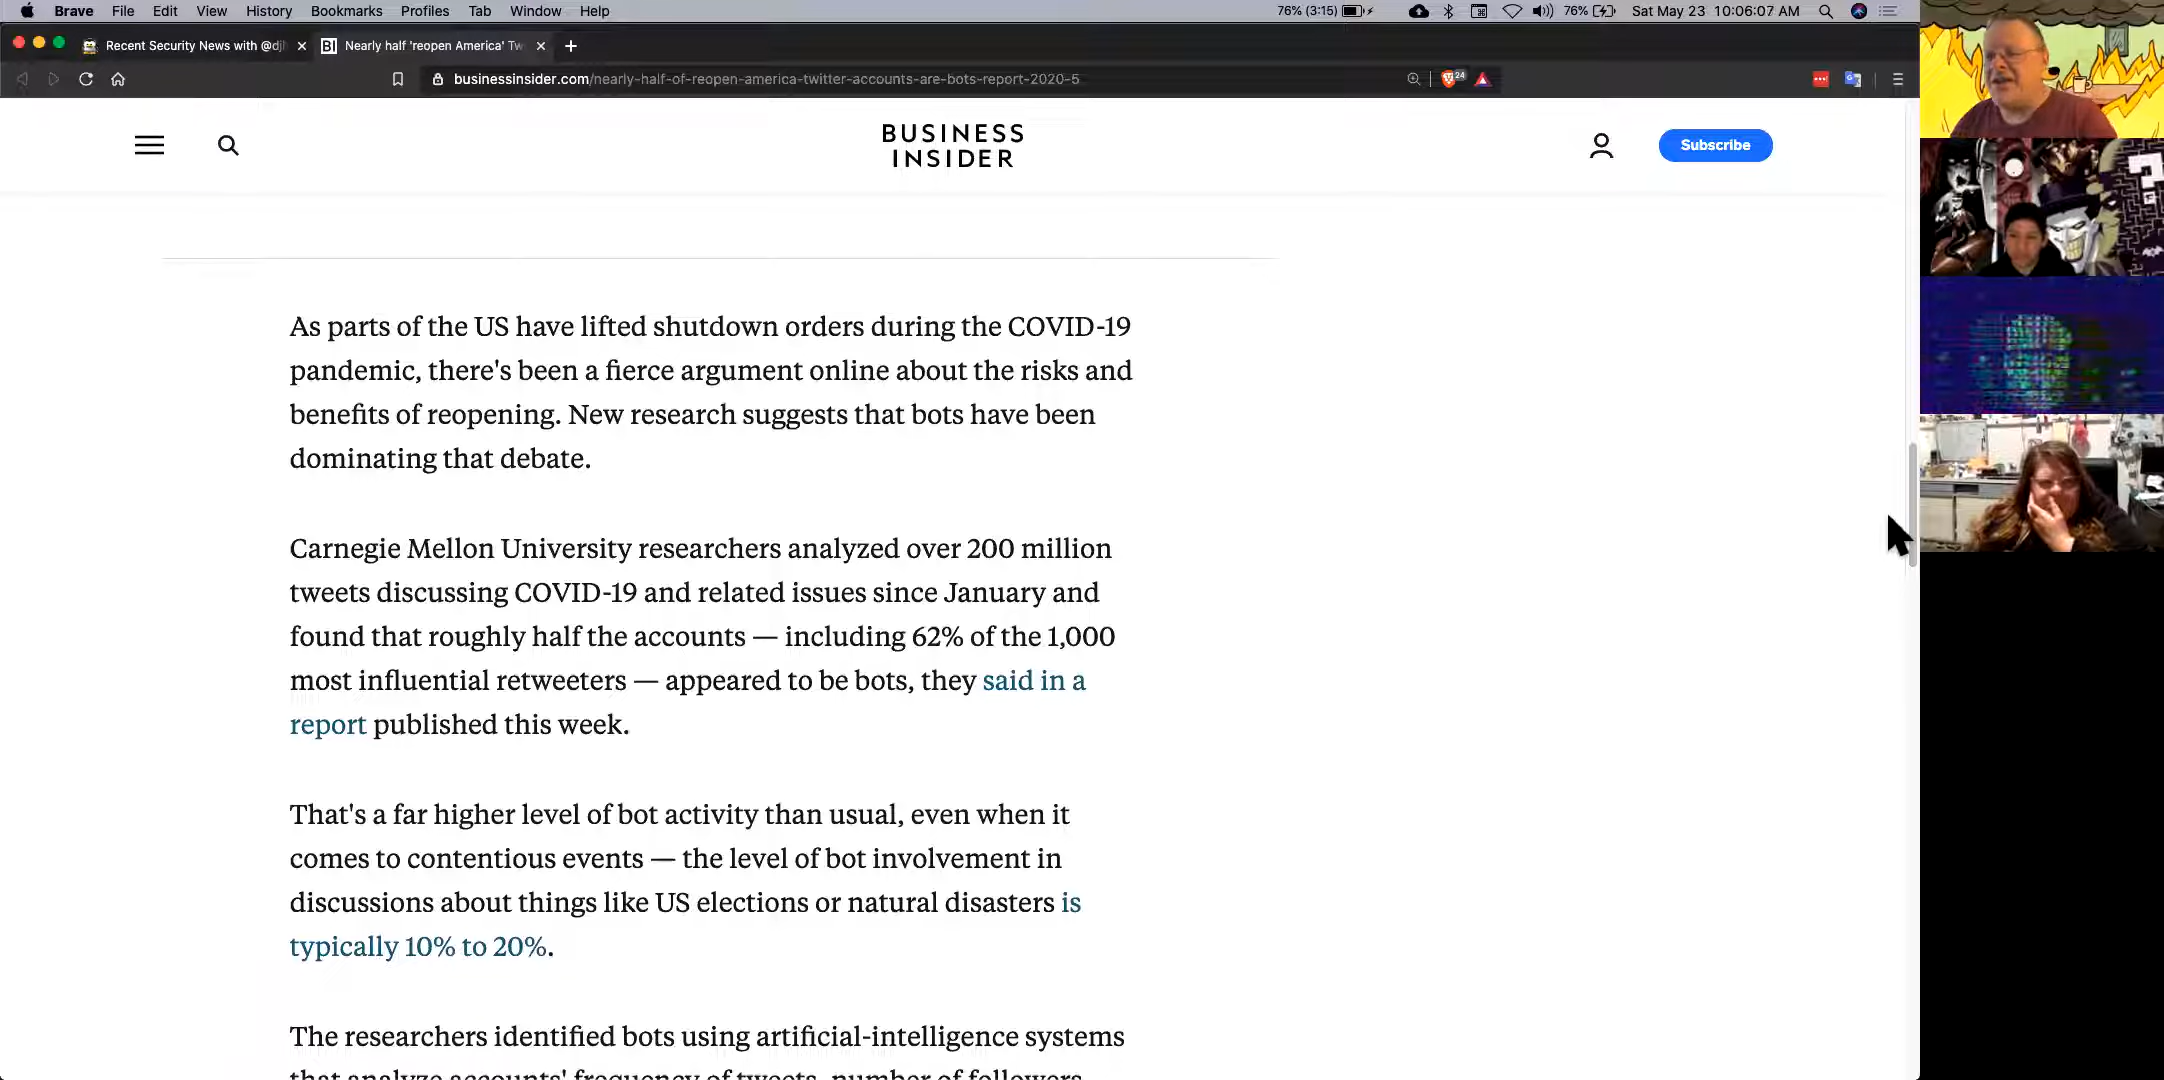 Brave File Edit View History Bookmarks Profiles Tab Window Help 76% (3:15) 76% Sat May 23 10:06:07 AM
Recent Security News with @dj BI Nearly half 'reopen America' Tw
businessinsider.com/nearly-half-of-reopen-america-twitter-accounts-are-bots-report-2020-5 24
BUSINESS
INSIDER
Subscribe
As parts of the US have lifted shutdown orders during the COVID-19
pandemic, there's been a fierce argument online about the risks and
benefits of reopening. New research suggests that bots have been
dominating that debate.
Carnegie Mellon University researchers analyzed over 200 million
tweets discussing COVID-19 and related issues since January and
found that roughly half the accounts — including 62% of the 1,000
most influential retweeters — appeared to be bots, they said in a
report published this week.
That's a far higher level of bot activity than usual, even when it
comes to contentious events — the level of bot involvement in
discussions about things like US elections or natural disasters is
typically 10% to 20%.
The researchers identified bots using artificial-intelligence systems
that analyze accounts' frequency of tweets, number of followers